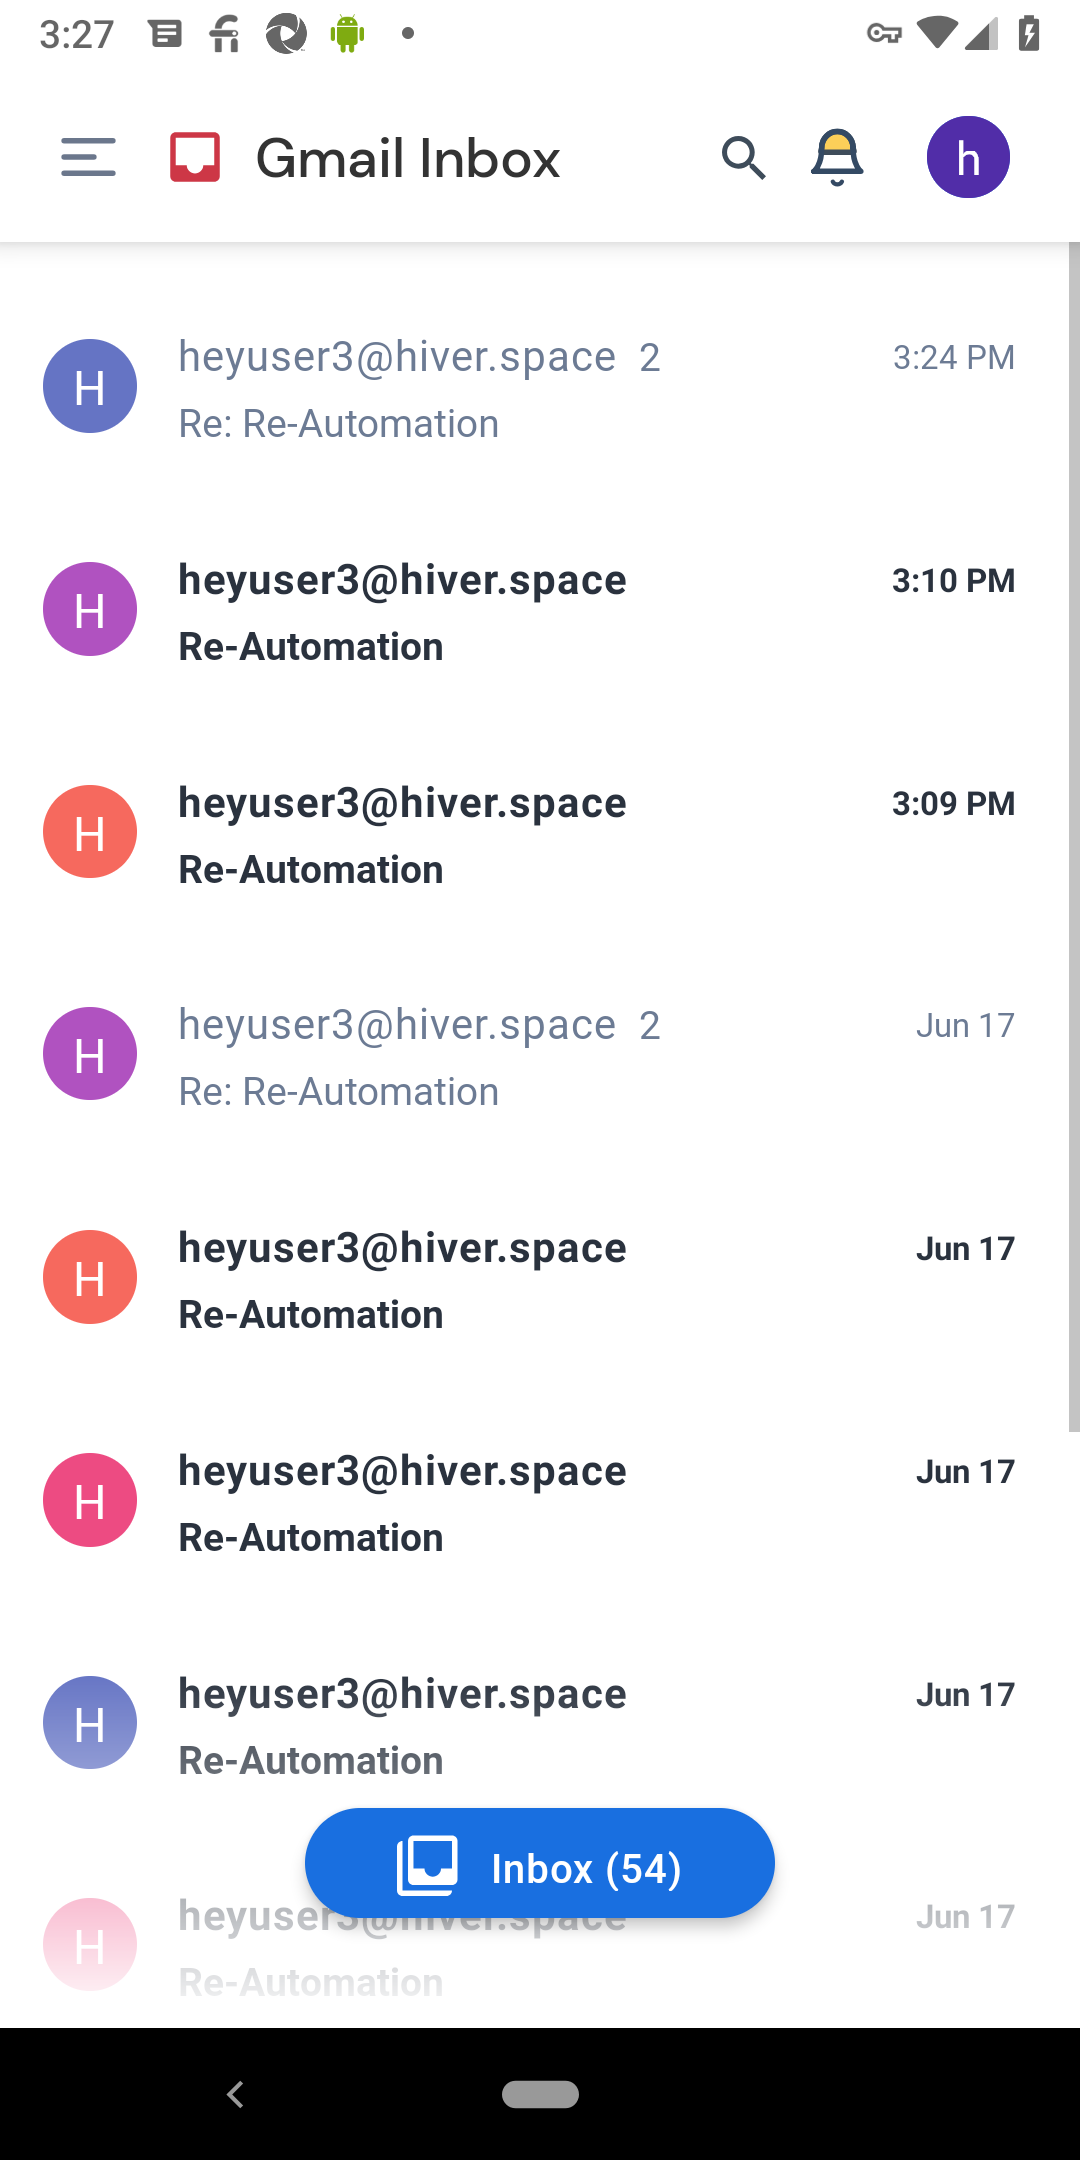 3:27
Gmail Inbox
h
H
heyuser3@hiver.space 2
3:24 PM
Re: Re-Automation
H
heyuser3@hiver.space
3:10 PM
Re-Automation
H
heyuser3@hiver.space
3:09 PM
Re-Automation
H
heyuser3@hiver.space 2
Jun 17
Re: Re-Automation
H
heyuser3@hiver.space
Jun 17
Re-Automation
H
heyuser3@hiver.space
Jun 17
Re-Automation
H
heyuser3@hiver.space
Jun 17
Re-Automation
Inbox (54)
H
heyuser3@hiver.space
Jun 17
Re-Automation